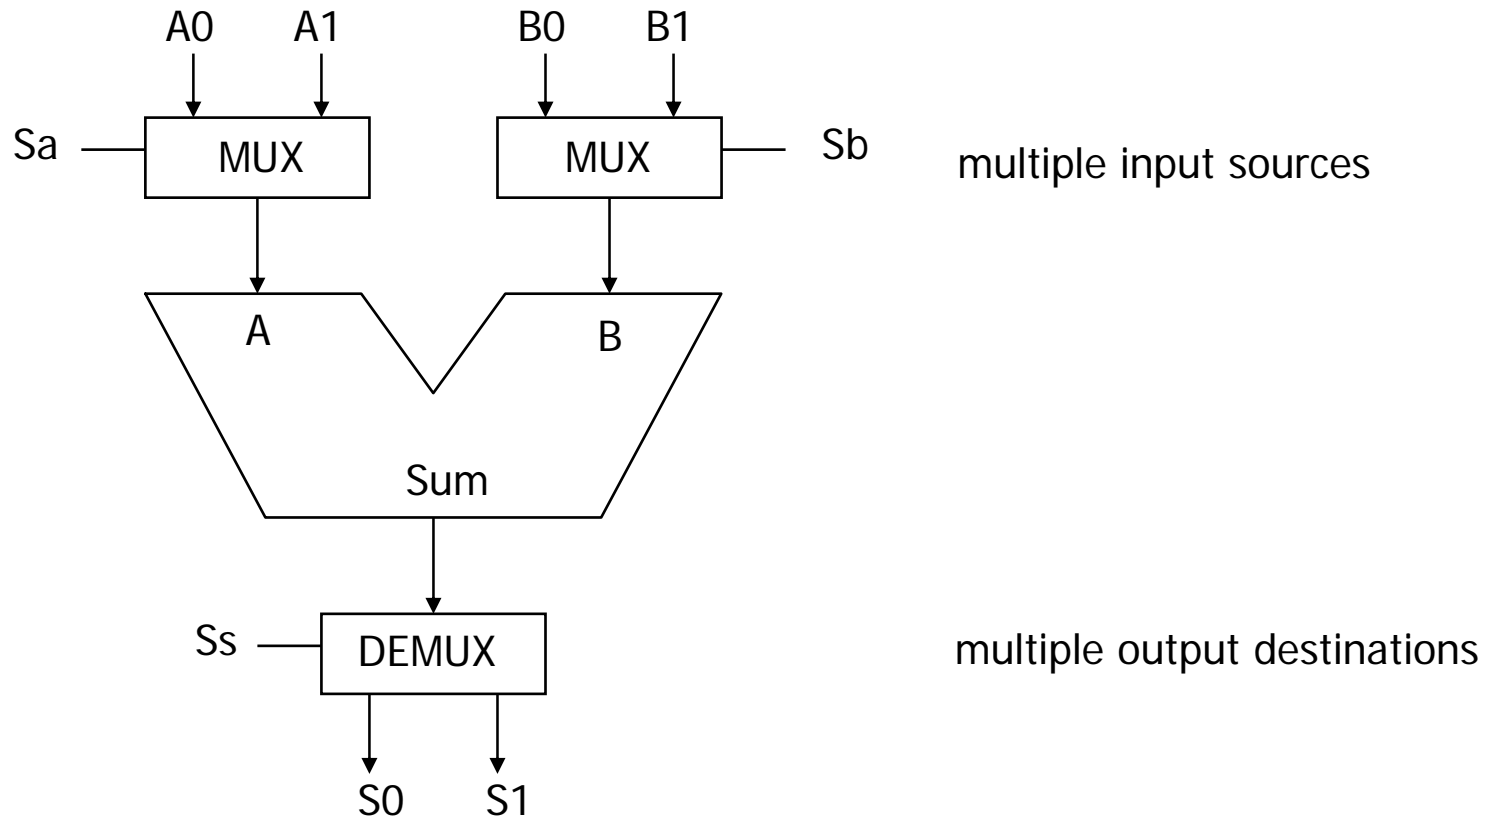 A0 A1 B0 B1
Sa MUX MUX Sb multiple input sources
A B
Sum
Ss DEMUX multiple output destinations
S0 S1